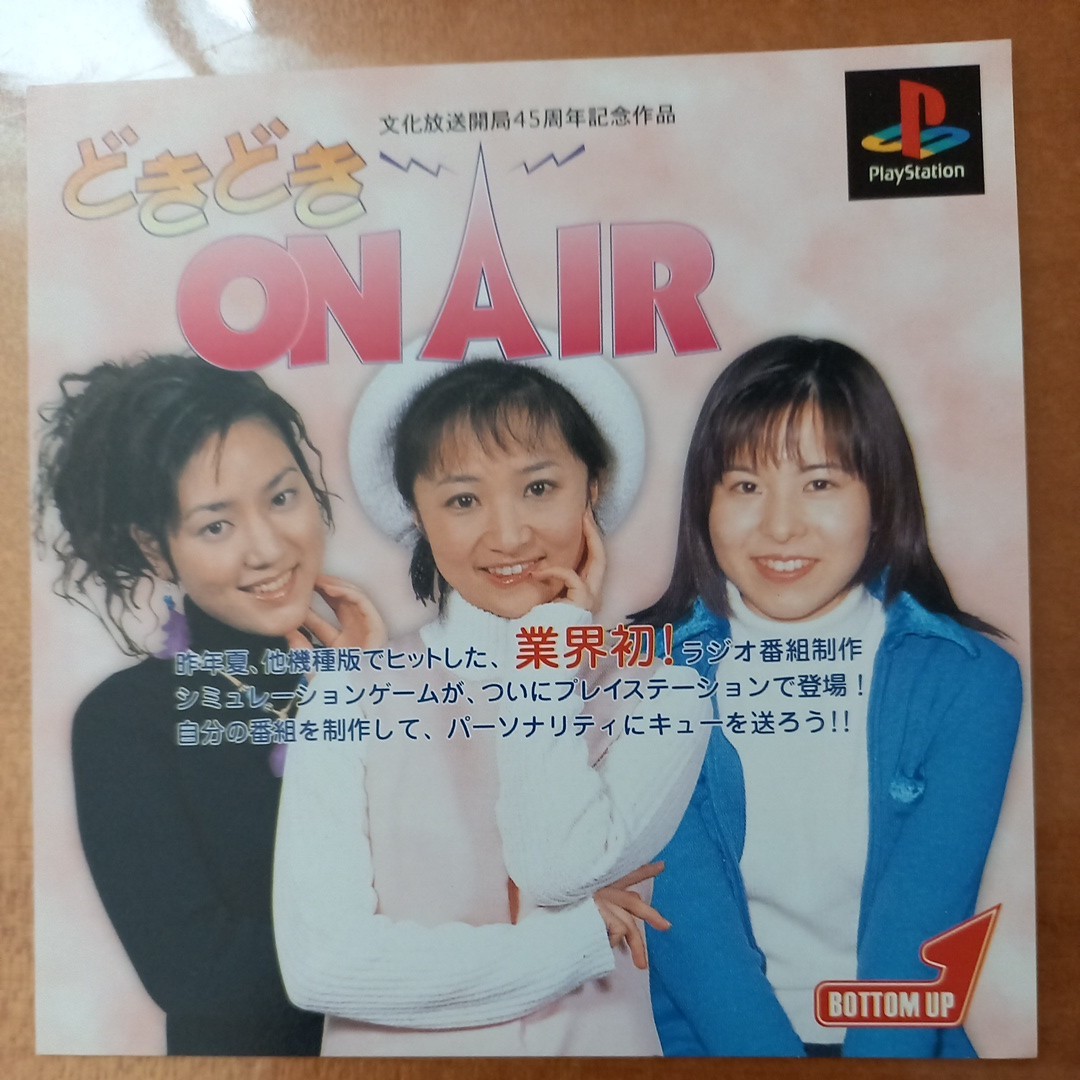 文化放送開局45周年記念作品
どきどき
ON AIR
PlayStation
昨年夏、他機種版でヒットした、業界初!ラジオ番組制作
シミュレーションゲームが、ついにプレイステーションで登場!
自分の番組を制作して、パーソナリティにキューを送ろう!!
BOTTOM UP